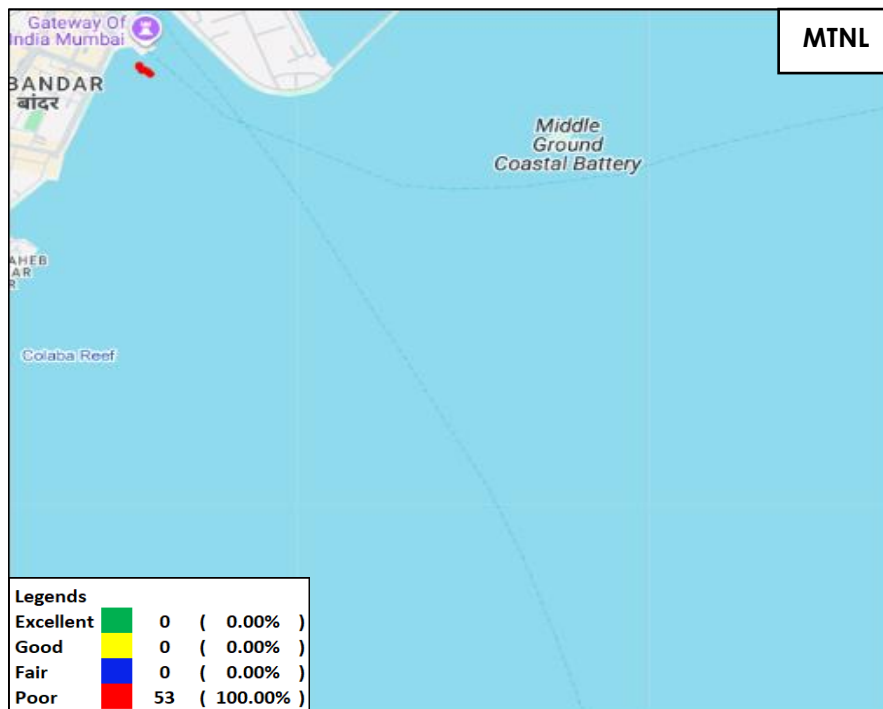 Gateway Of
India Mumbai
MTNL
BANDAR
बांदर
Middle
Ground
Coastal Battery
AHEB
AR
R
Colaba Reef
Legends
Excellent 0 ( 0.00% )
Good 0 ( 0.00% )
Fair 0 ( 0.00% )
Poor 53 ( 100.00% )